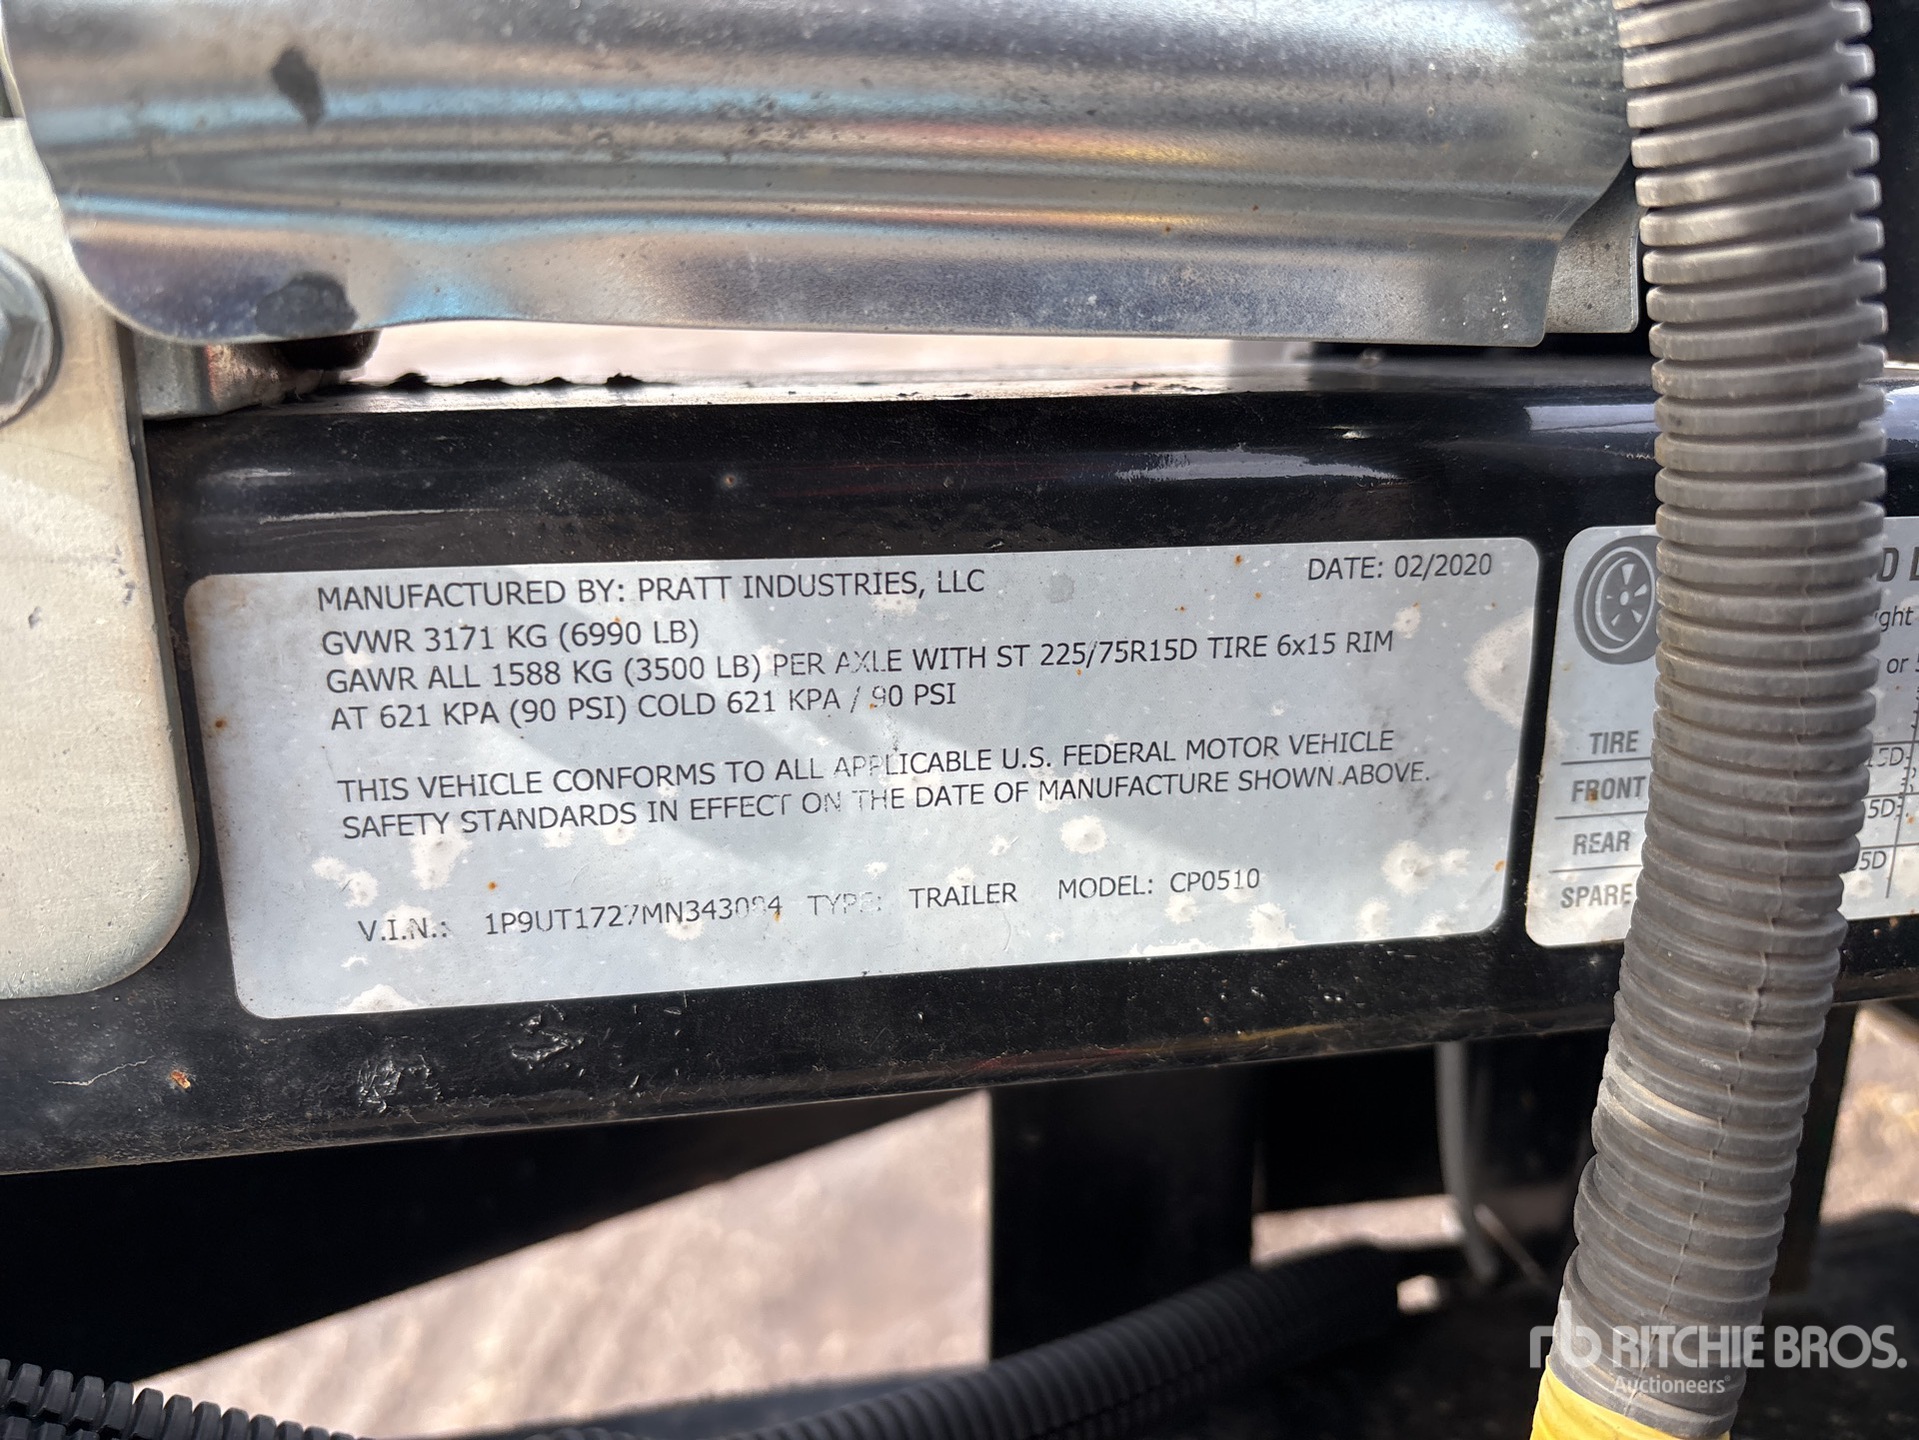 MANUFACTURED BY: PRATT INDUSTRIES, LLC DATE: 02/2020
GVWR 3171 KG (6990 LB)
GAWR ALL 1588 KG (3500 LB) PER AXLE WITH ST 225/75R15D TIRE 6x15 RIM
AT 621 KPA (90 PSI) COLD 621 KPA / 90 PSI
THIS VEHICLE CONFORMS TO ALL APPLICABLE U.S. FEDERAL MOTOR VEHICLE
SAFETY STANDARDS IN EFFECT ON THE DATE OF MANUFACTURE SHOWN ABOVE.
V.I.N.: TYPE: TRAILER MODEL: CP0510
TIRE
FRONT
REAR
SPARE
or
RITCHIE BROS.
Auctioneers